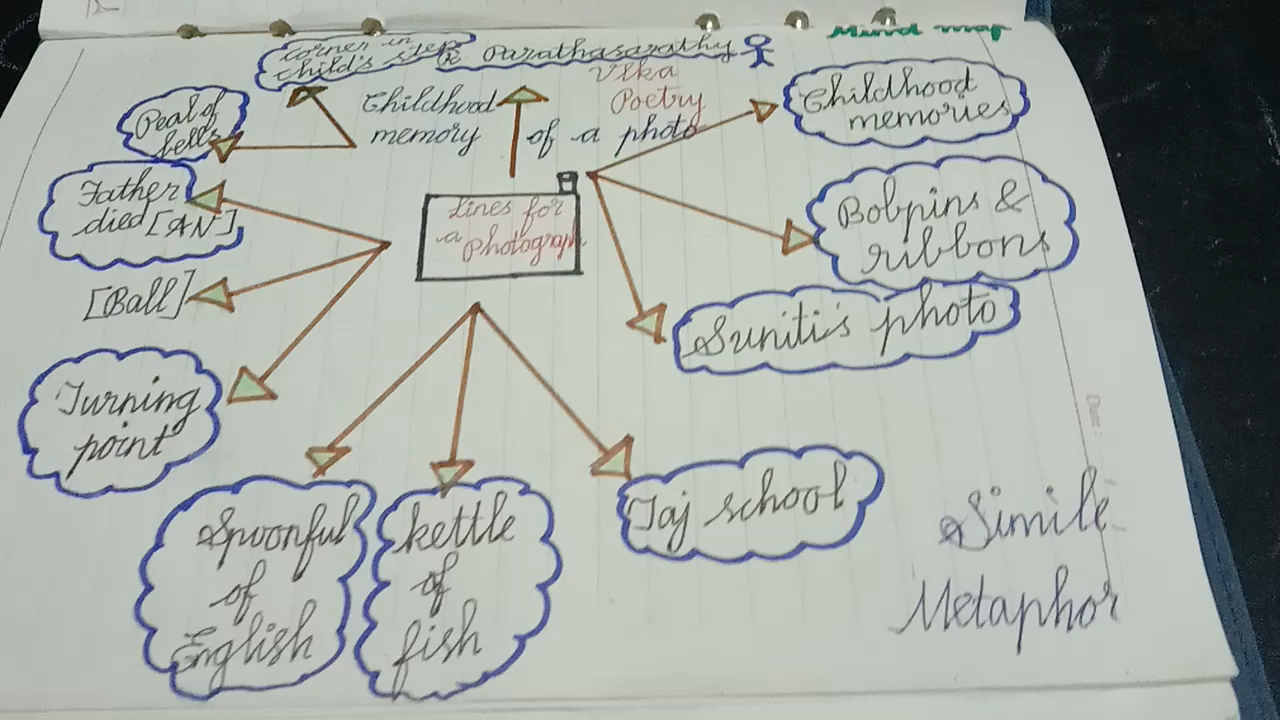 Mind map
corner in
child's step
R Parathasarathy
Peal of
bells
Childhood
memory
Vlka
Poetry
of a photo
Childhood
memories
Father
died [AN]
Lines for
a Photograph
Bobpins &
ribbons
[Ball]
Suniti's photo
Turning
point
Spoonful
of
English
kettle
of
fish
Taj school
Simile
Metaphor